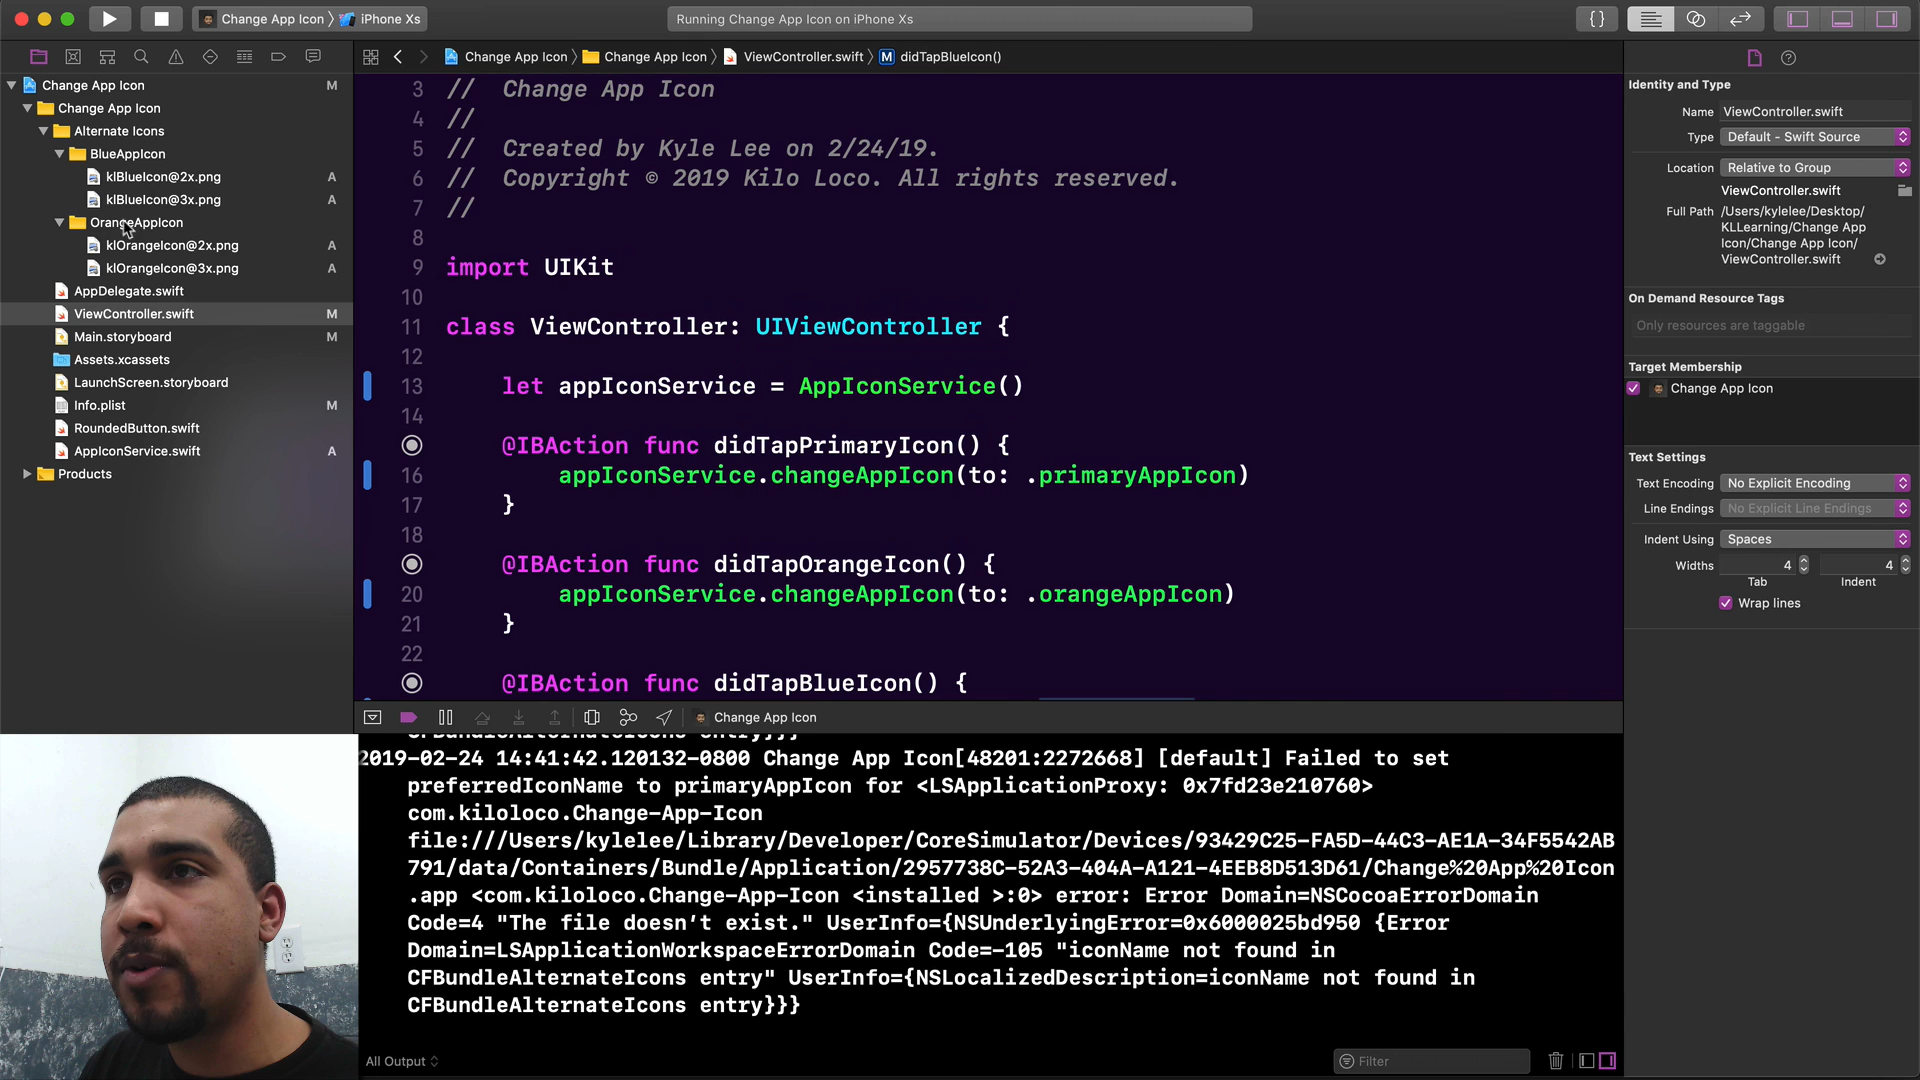 Change App Icon
iPhone Xs
Running Change App Icon on iPhone Xs
{}
Change App Icon
Change App Icon
ViewController.swift
M
didTapBlueIcon()
Change App Icon M
Change App Icon
Alternate Icons
BlueAppIcon
klBlueIcon@2x.png A
klBlueIcon@3x.png A
OrangeAppIcon
klOrangeIcon@2x.png A
klOrangeIcon@3x.png A
AppDelegate.swift
ViewController.swift M
Main.storyboard M
Assets.xcassets
LaunchScreen.storyboard
Info.plist M
RoundedButton.swift
AppIconService.swift A
Products
3 // Change App Icon
4 //
5 // Created by Kyle Lee on 2/24/19.
6 // Copyright © 2019 Kilo Loco. All rights reserved.
7 //
8
9 import UIKit
10
11 class ViewController: UIViewController {
12
13 let appIconService = AppIconService()
14
@IBAction func didTapPrimaryIcon() {
16 appIconService.changeAppIcon(to: .primaryAppIcon)
17 }
18
@IBAction func didTapOrangeIcon() {
20 appIconService.changeAppIcon(to: .orangeAppIcon)
21 }
22
@IBAction func didTapBlueIcon() {
Change App Icon
CFBundleAlternateIcons entry}}}
2019-02-24 14:41:42.120132-0800 Change App Icon[48201:2272668] [default] Failed to set
preferredIconName to primaryAppIcon for <LSApplicationProxy: 0x7fd23e210760>
com.kiloloco.Change-App-Icon
file:///Users/kylelee/Library/Developer/CoreSimulator/Devices/93429C25-FA5D-44C3-AE1A-34F5542AB
791/data/Containers/Bundle/Application/2957738C-52A3-404A-A121-4EEB8D513D61/Change%20App%20Icon
.app <com.kiloloco.Change-App-Icon <installed >:0> error: Error Domain=NSCocoaErrorDomain
Code=4 "The file doesn’t exist." UserInfo={NSUnderlyingError=0x6000025bd950 {Error
Domain=LSApplicationWorkspaceErrorDomain Code=-105 "iconName not found in
CFBundleAlternateIcons entry" UserInfo={NSLocalizedDescription=iconName not found in
CFBundleAlternateIcons entry}}}
All Output
Filter
Identity and Type
Name ViewController.swift
Type Default - Swift Source
Location Relative to Group
ViewController.swift
Full Path /Users/kylelee/Desktop/
KLLearning/Change App
Icon/Change App Icon/
ViewController.swift
On Demand Resource Tags
Only resources are taggable
Target Membership
Change App Icon
Text Settings
Text Encoding No Explicit Encoding
Line Endings No Explicit Line Endings
Indent Using Spaces
Widths 4 4
Tab Indent
Wrap lines